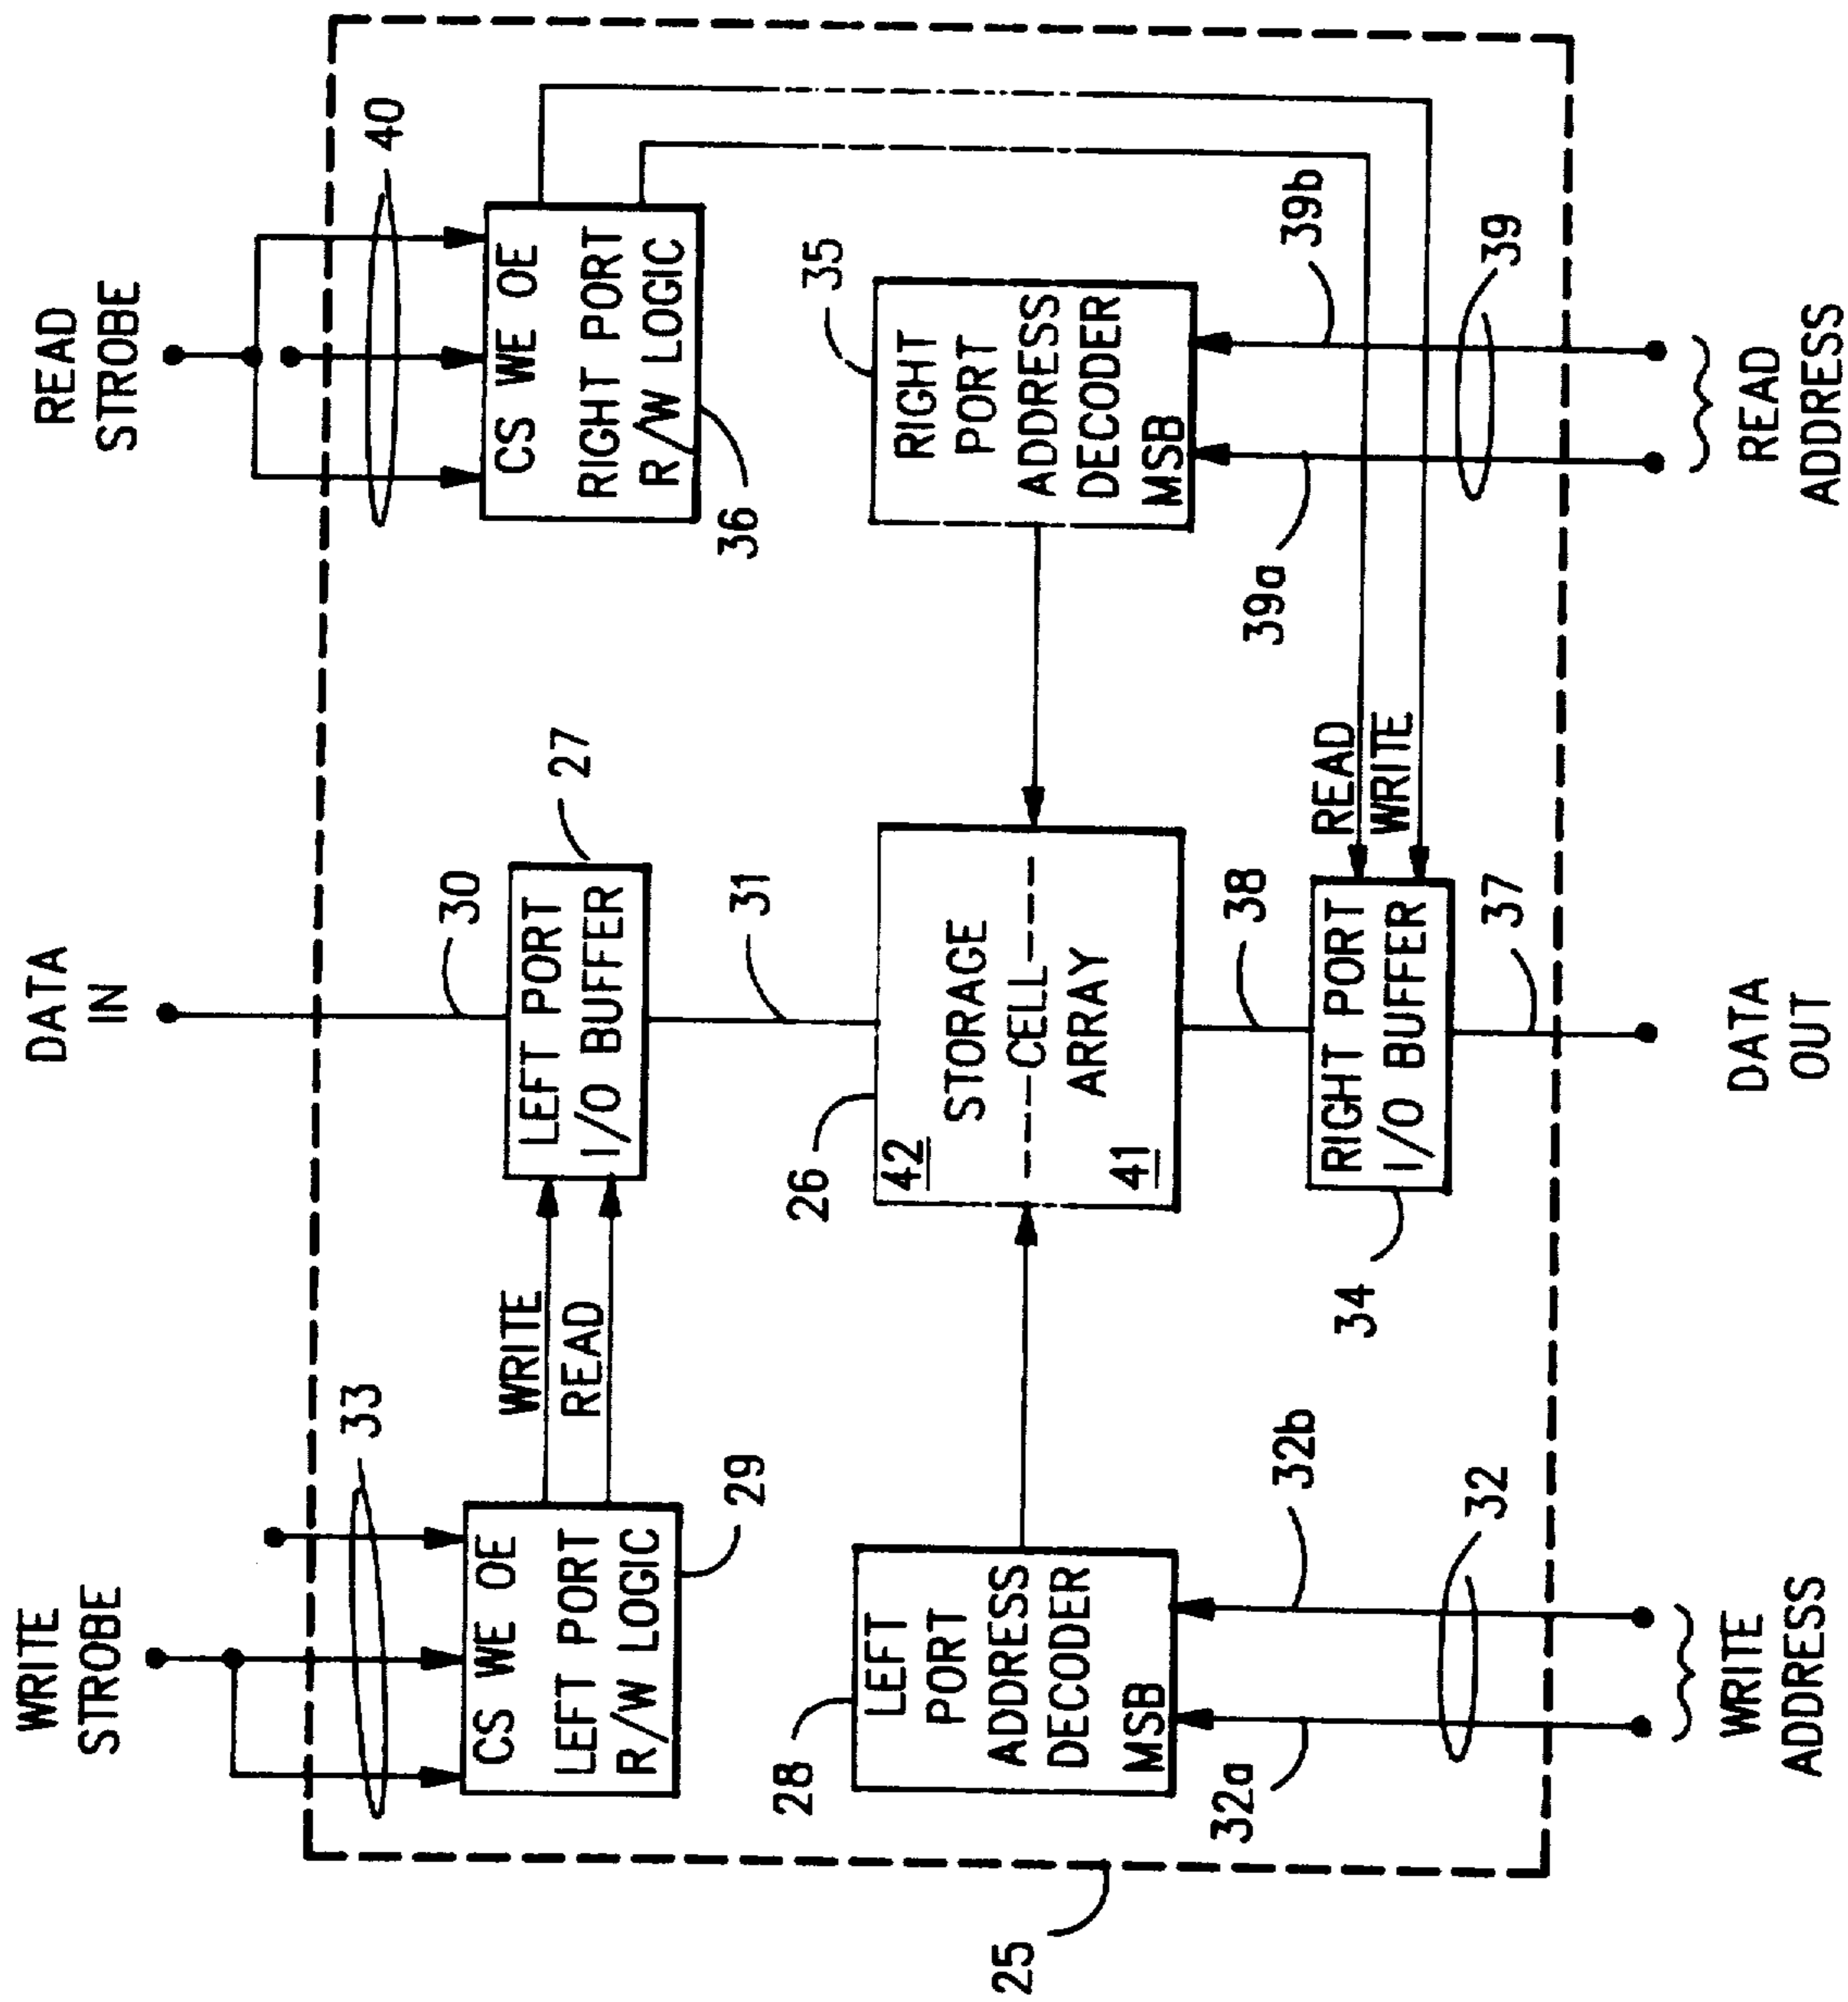 WRITE
STROBE
DATA
IN
READ
STROBE
33
30
40
CS WE OE
LEFT PORT
R/W LOGIC
29
WRITE
READ
LEFT PORT
I/O BUFFER
27
CS WE OE
RIGHT PORT
R/W LOGIC
36
31
28
LEFT
PORT
ADDRESS
DECODER
MSB
26
42
STORAGE
CELL
ARRAY
41
35
RIGHT
PORT
ADDRESS
DECODER
MSB
32a
32b
38
39a
39b
READ
WRITE
34
RIGHT PORT
I/O BUFFER
32
37
39
25
WRITE
ADDRESS
DATA
OUT
READ
ADDRESS